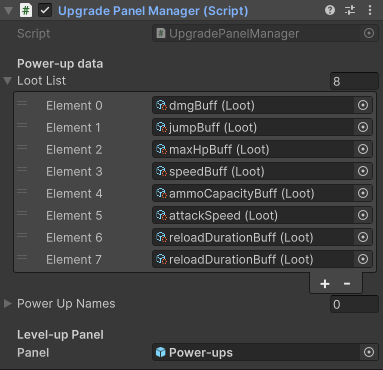 Upgrade Panel Manager (Script)
Script UpgradePanelManager
Power-up data
Loot List 8
Element 0 dmgBuff (Loot)
Element 1 jumpBuff (Loot)
Element 2 maxHpBuff (Loot)
Element 3 speedBuff (Loot)
Element 4 ammoCapacityBuff (Loot)
Element 5 attackSpeed (Loot)
Element 6 reloadDurationBuff (Loot)
Element 7 reloadDurationBuff (Loot)
+ -
Power Up Names 0
Level-up Panel
Panel Power-ups